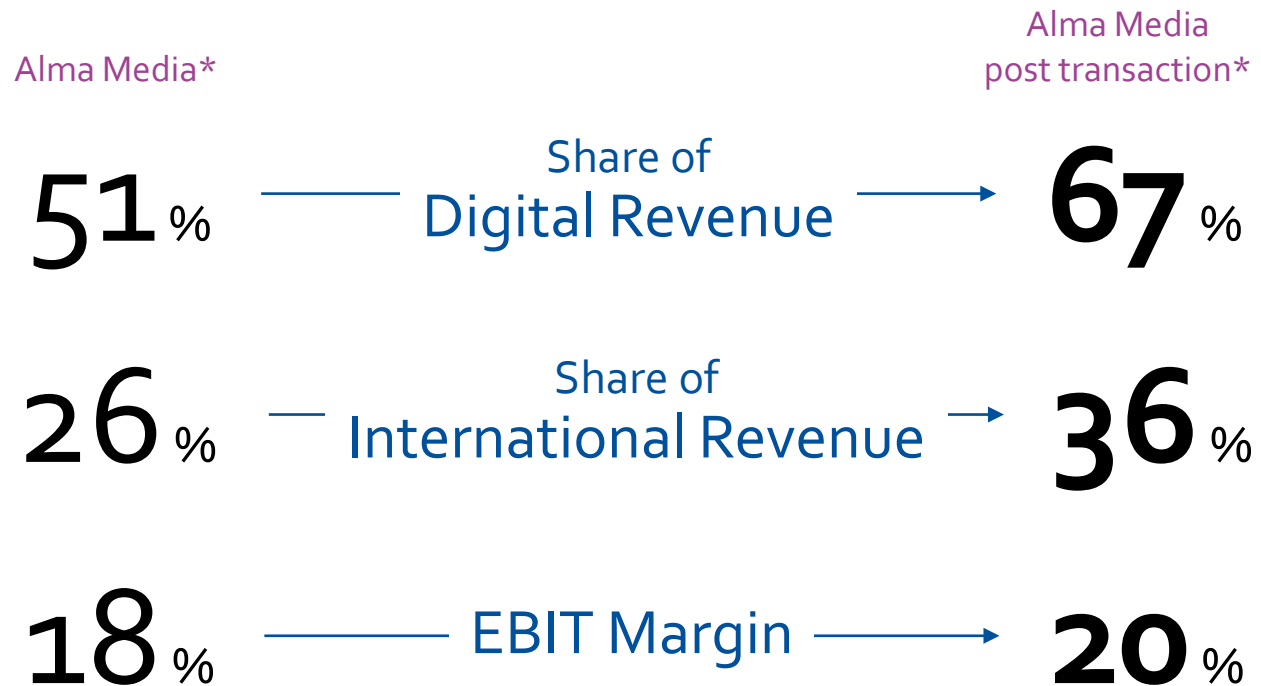 Alma Media*
Alma Media
post transaction*
51 %
Share of
Digital Revenue
67 %
26 %
Share of
International Revenue
36 %
18 %
EBIT Margin
20 %